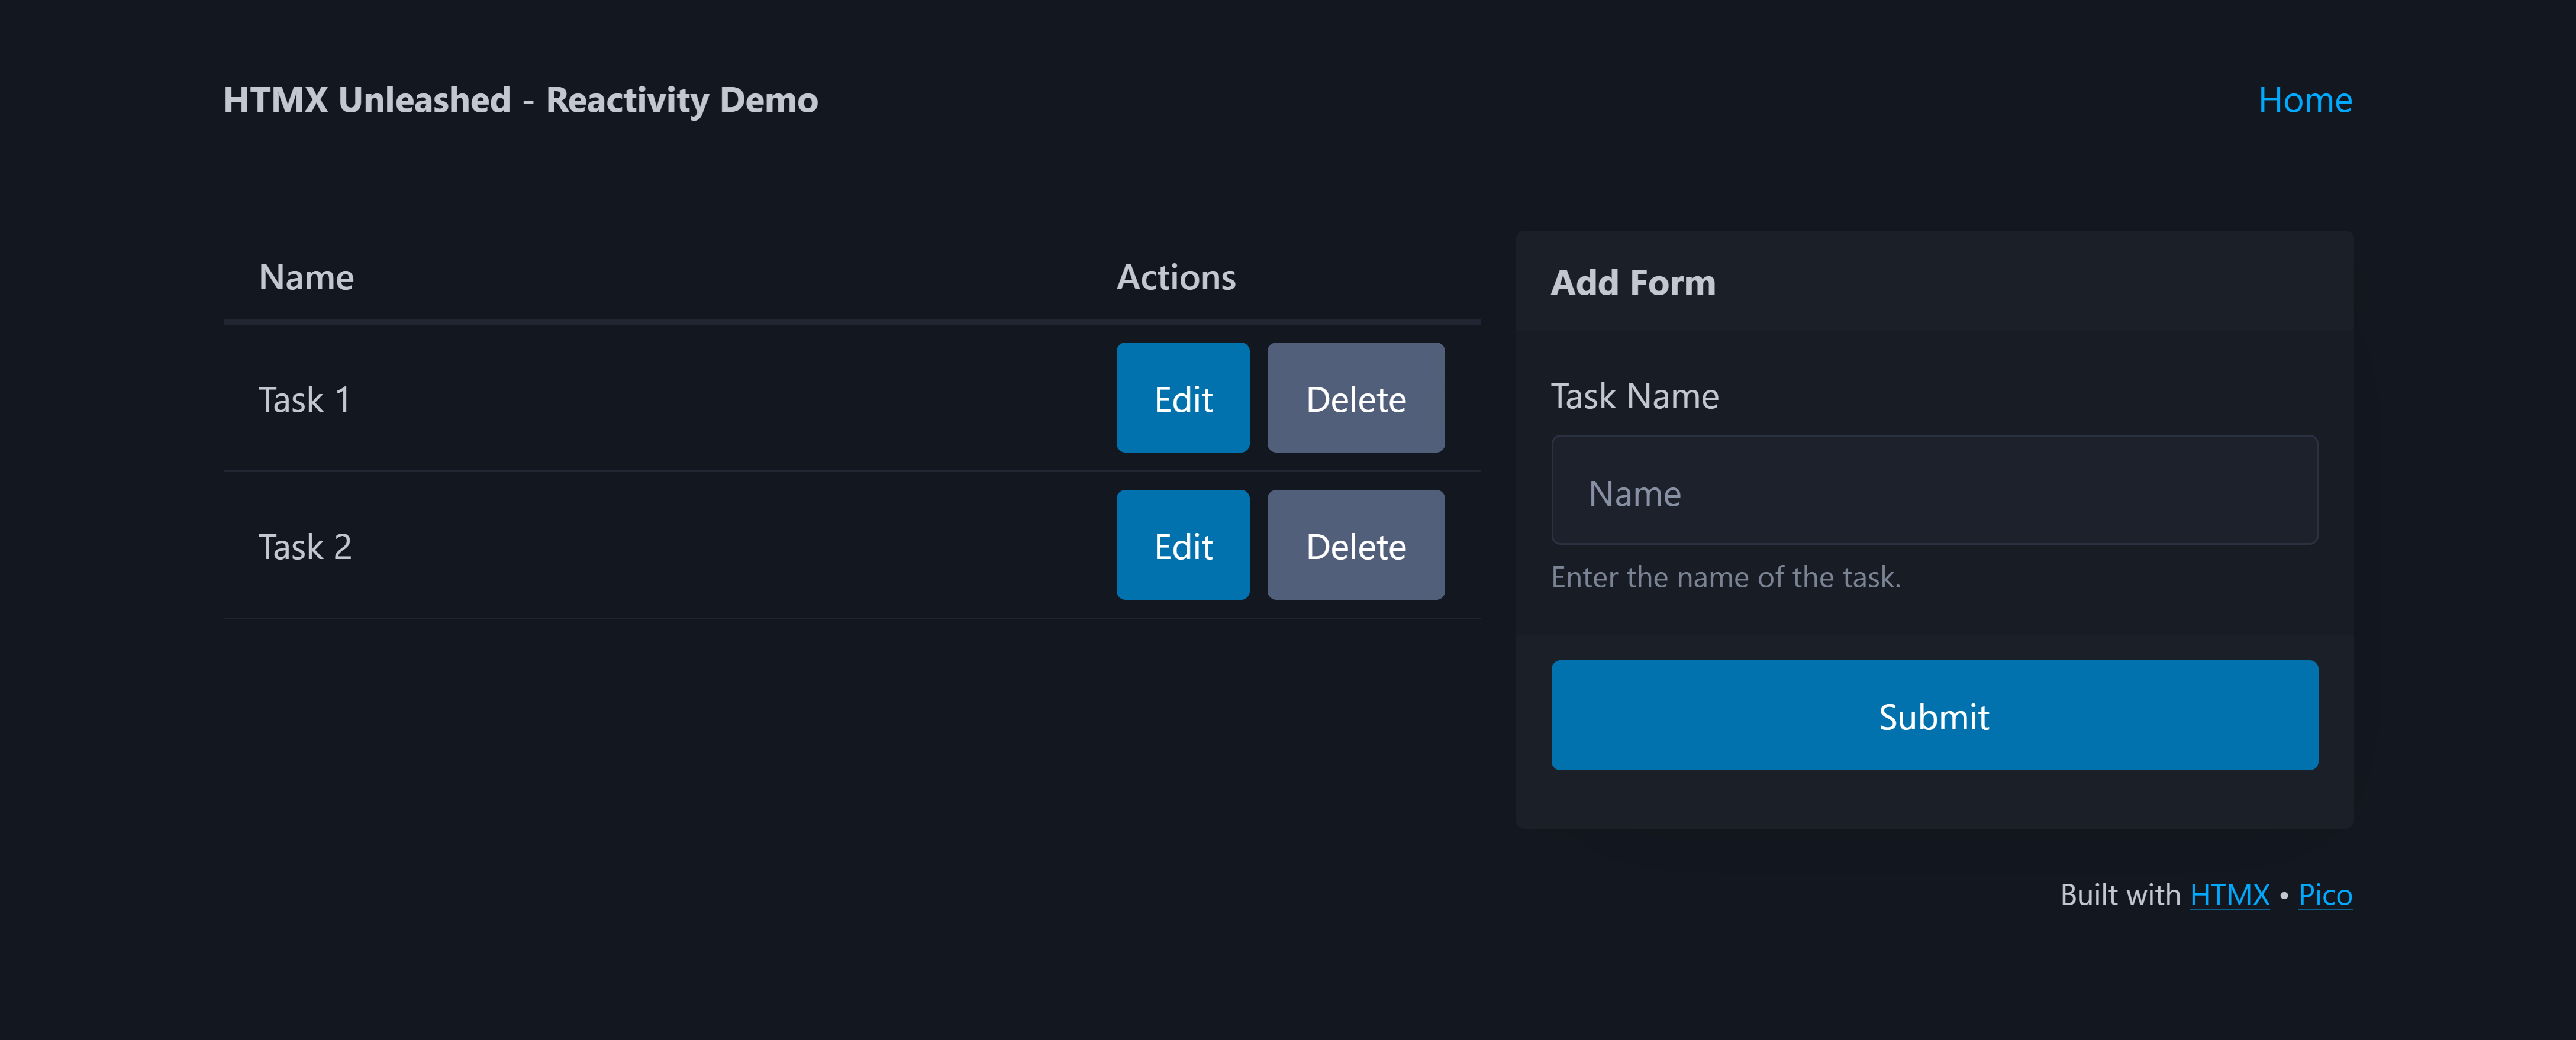 HTMX Unleashed - Reactivity Demo
Home
Name Actions
Task 1 Edit Delete
Task 2 Edit Delete
Add Form
Task Name
Name
Enter the name of the task.
Submit
Built with HTMX • Pico